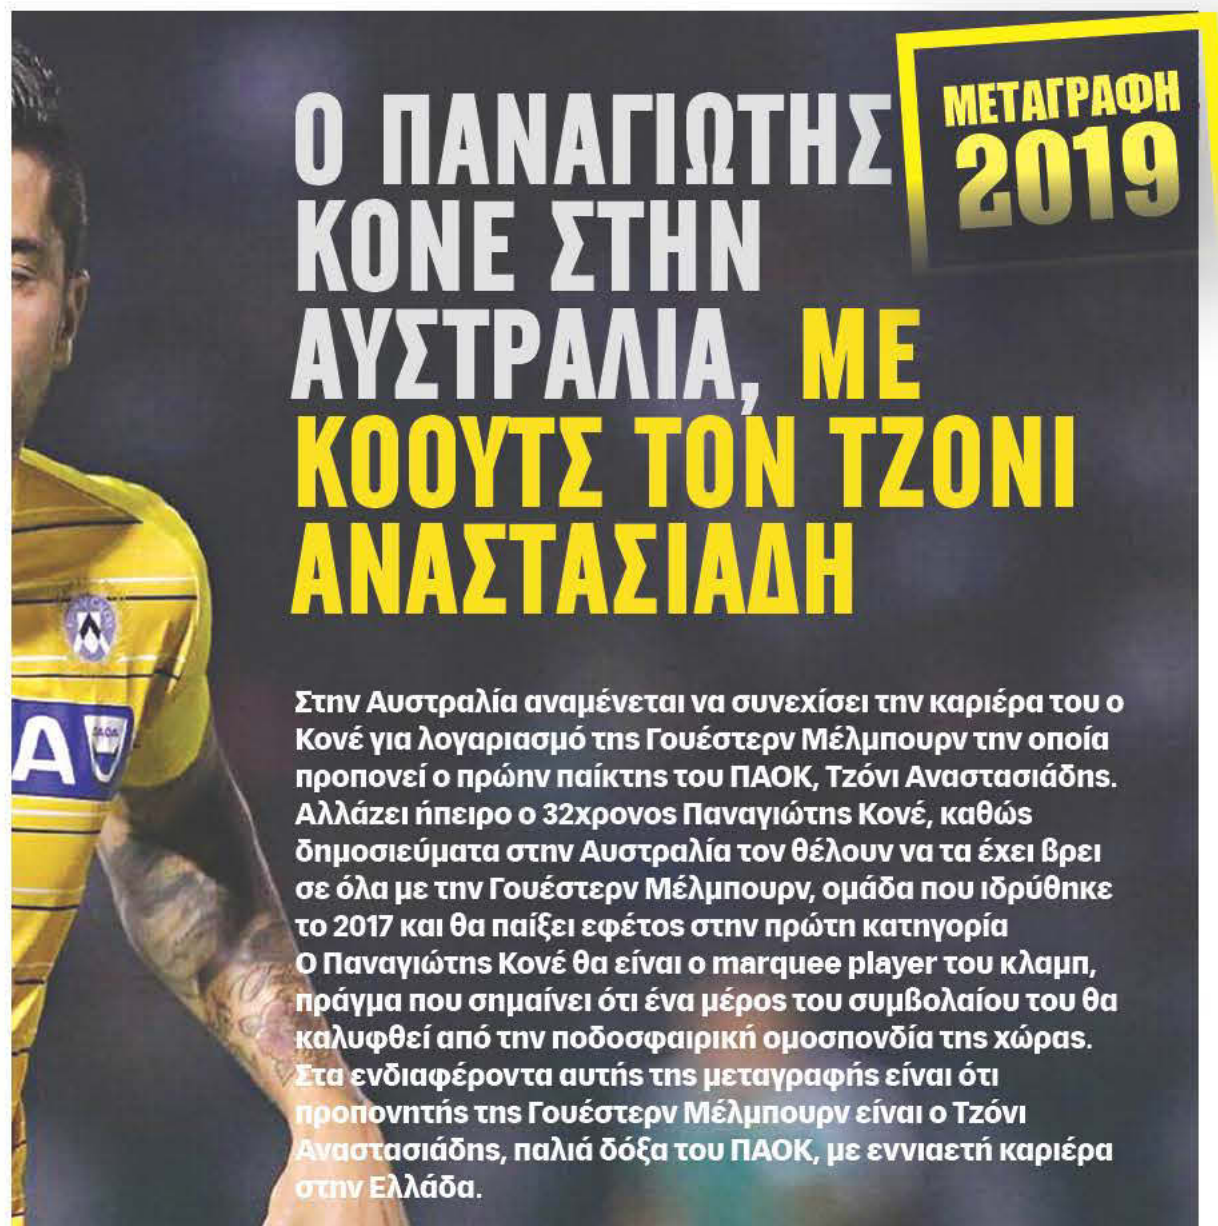 ΜΕΤΑΓΡΑΦΗ
2019
Ο ΠΑΝΑΓΙΩΤΗΣ
ΚΟΝΕ ΣΤΗΝ
ΑΥΣΤΡΑΛΙΑ, ΜΕ
ΚΟΟΥΤΣ ΤΟΝ ΤΖΟΝΙ
ΑΝΑΣΤΑΣΙΑΔΗ
Στην Αυστραλία αναμένεται να συνεχίσει την καριέρα του ο
Κονέ για λογαριασμό της Γουέστερν Μέλμπουρν την οποία
προπονεί ο πρώην παίκτης του ΠΑΟΚ, Τζόνι Αναστασιάδης.
Αλλάζει ήπειρο ο 32χρονος Παναγιώτης Κονέ, καθώς
δημοσιεύματα στην Αυστραλία τον θέλουν να τα έχει βρει
σε όλα με την Γουέστερν Μέλμπουρν, ομάδα που ιδρύθηκε
το 2017 και θα παίξει εφέτος στην πρώτη κατηγορία
Ο Παναγιώτης Κονέ θα είναι ο marquee player του κλαμπ,
πράγμα που σημαίνει ότι ένα μέρος του συμβολαίου του θα
καλυφθεί από την ποδοσφαιρική ομοσπονδία της χώρας.
Στα ενδιαφέροντα αυτής της μεταγραφής είναι ότι
προπονητής της Γουέστερν Μέλμπουρν είναι ο Τζόνι
Αναστασιάδης, παλιά δόξα του ΠΑΟΚ, με εννιαετή καριέρα
στην Ελλάδα.